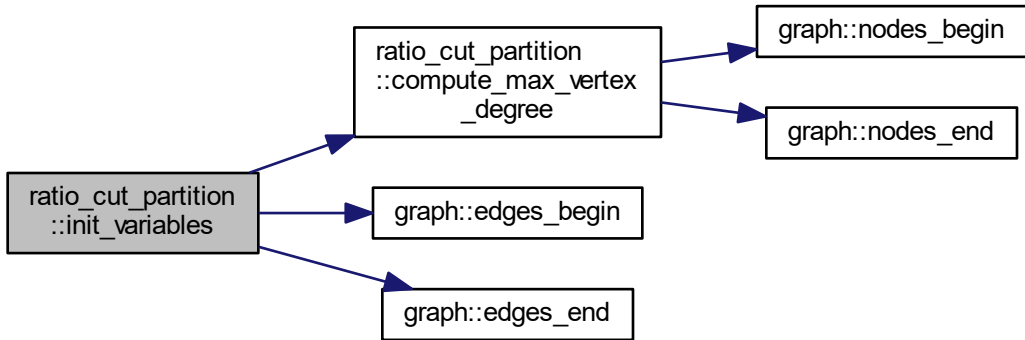 ratio_cut_partition
::init_variables
ratio_cut_partition
::compute_max_vertex
_degree
graph::edges_begin
graph::edges_end
graph::nodes_begin
graph::nodes_end